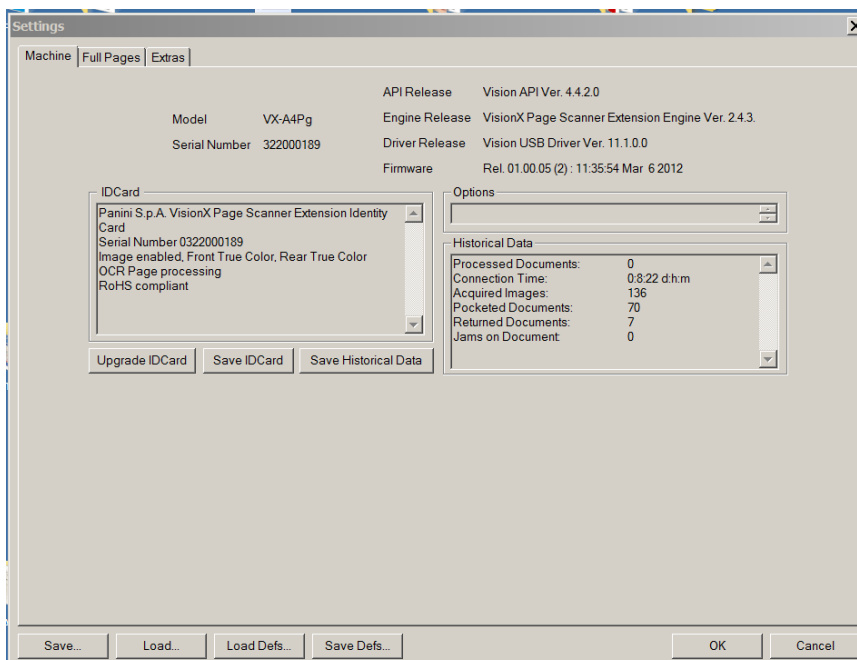 Settings
Machine
Full Pages
Extras
API Release Vision API Ver. 4.4.2.0
Model VX-A4Pg
Engine Release VisionX Page Scanner Extension Engine Ver. 2.4.3.
Serial Number 322000189
Driver Release Vision USB Driver Ver. 11.1.0.0
Firmware Rel. 01.00.05 (2) : 11:35:54 Mar 6 2012
IDCard
Panini S.p.A. VisionX Page Scanner Extension Identity
Card
Serial Number 0322000189
Image enabled, Front True Color, Rear True Color
OCR Page processing
RoHS compliant
Upgrade IDCard
Save IDCard
Save Historical Data
Options
Historical Data
Processed Documents: 0
Connection Time: 0:8:22 d:h:m
Acquired Images: 136
Pocketed Documents: 70
Returned Documents: 7
Jams on Document: 0
Save...
Load...
Load Defs...
Save Defs...
OK
Cancel